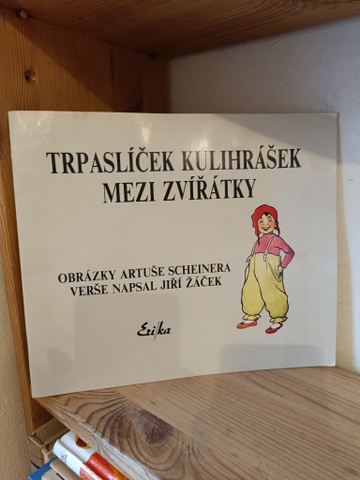 TRPASLÍČEK KULIHRÁŠEK
MEZI ZVÍŘÁTKY
OBRÁZKY ARTUŠE SCHEINERA
VERŠE NAPSAL JIŘÍ ŽÁČEK
Erika